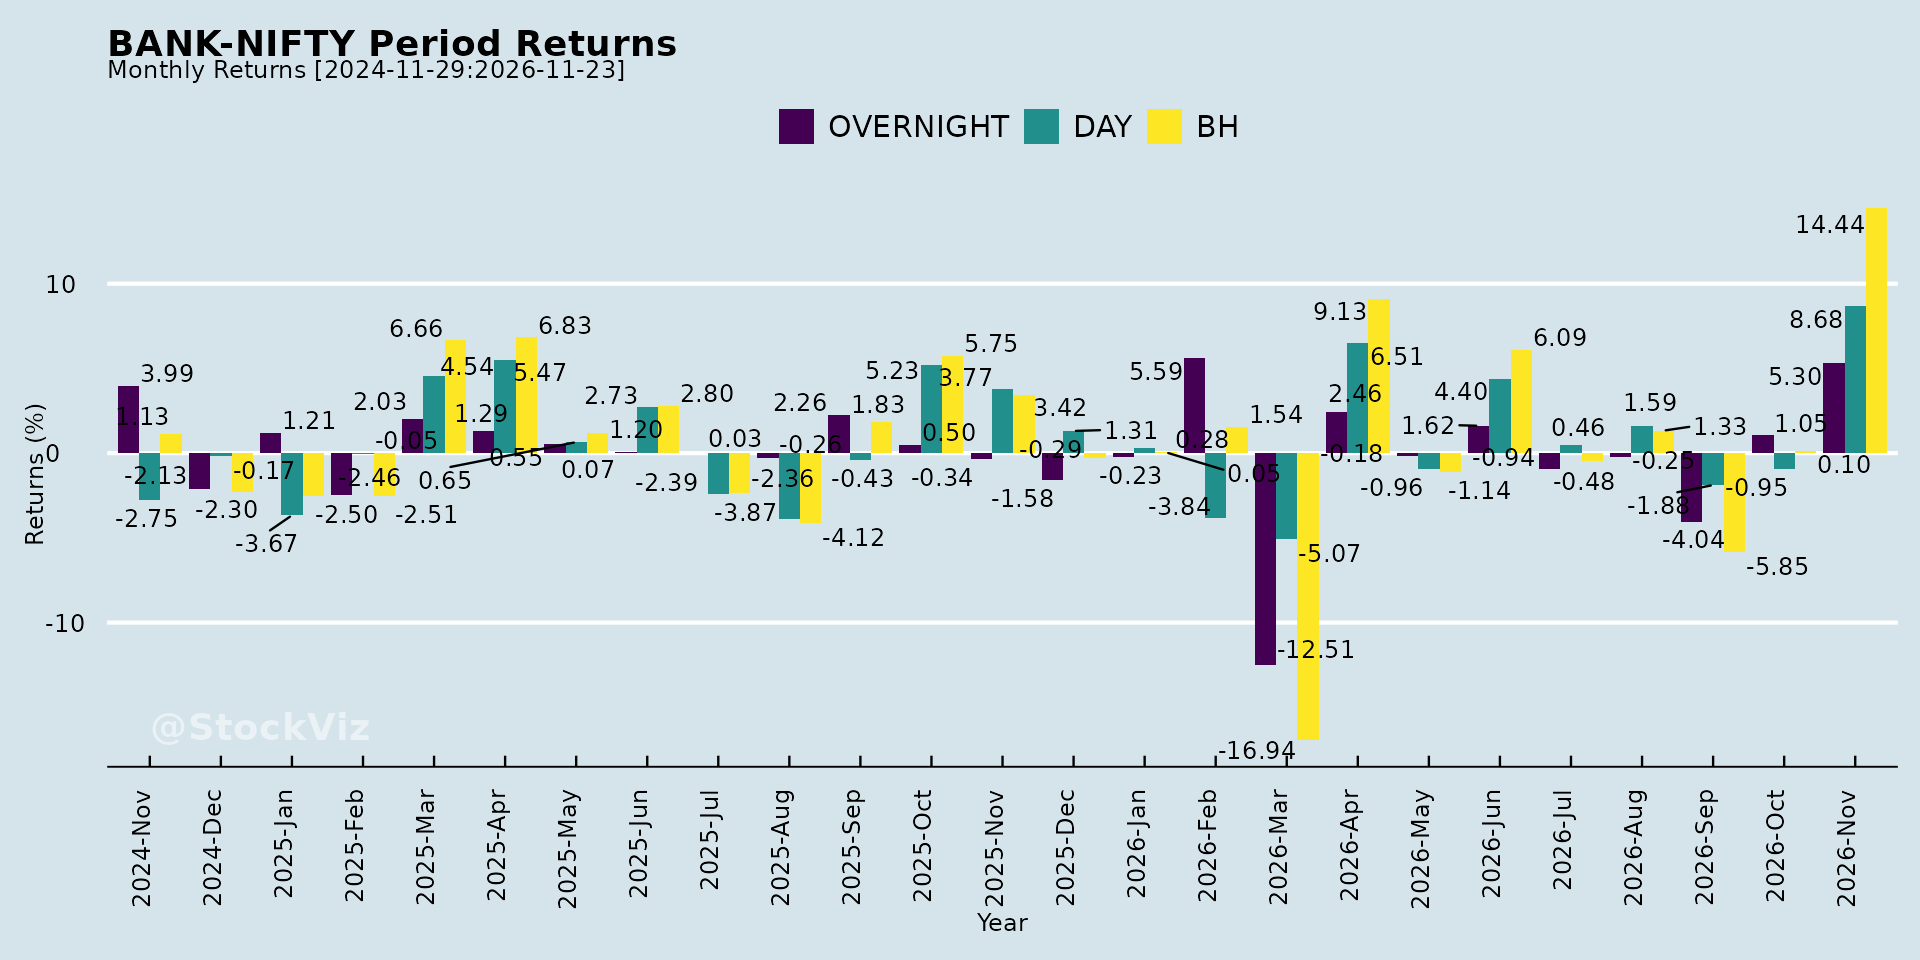 BANK-NIFTY Period Returns
Monthly Returns [2024-11-29:2026-11-23]
OVERNIGHT DAY BH
Returns (%)
10
0
-10
3.99
1.13
-2.75
-2.13
-2.30
-0.17
1.21
-3.67
-2.50
-2.46
-0.05
-2.51
2.03
4.54
6.66
1.29
5.47
6.83
0.55
0.65
1.20
0.07
2.73
2.80
0.03
-2.39
-2.36
-0.26
-3.87
-4.12
2.26
-0.43
1.83
0.50
5.23
5.75
-0.34
3.77
3.42
-1.58
1.31
-0.29
-0.23
0.28
0.05
5.59
-3.84
1.54
-12.51
-5.07
-16.94
2.46
6.51
9.13
-0.18
-0.96
-1.14
1.62
4.40
6.09
-0.94
0.46
-0.48
-0.25
1.59
1.33
-4.04
-1.88
-5.85
1.05
-0.95
0.10
5.30
8.68
14.44
@StockViz
2024-Nov
2024-Dec
2025-Jan
2025-Feb
2025-Mar
2025-Apr
2025-May
2025-Jun
2025-Jul
2025-Aug
2025-Sep
2025-Oct
2025-Nov
2025-Dec
2026-Jan
2026-Feb
2026-Mar
2026-Apr
2026-May
2026-Jun
2026-Jul
2026-Aug
2026-Sep
2026-Oct
2026-Nov
Year